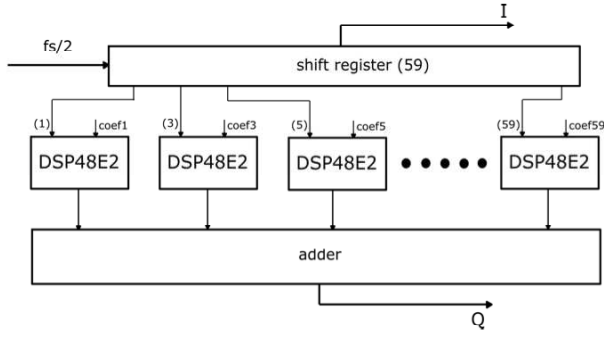 I
fs/2
shift register (59)
(1) coef1 (3) coef3 (5) coef5 (59) coef59
DSP48E2 DSP48E2 DSP48E2 DSP48E2
adder
Q